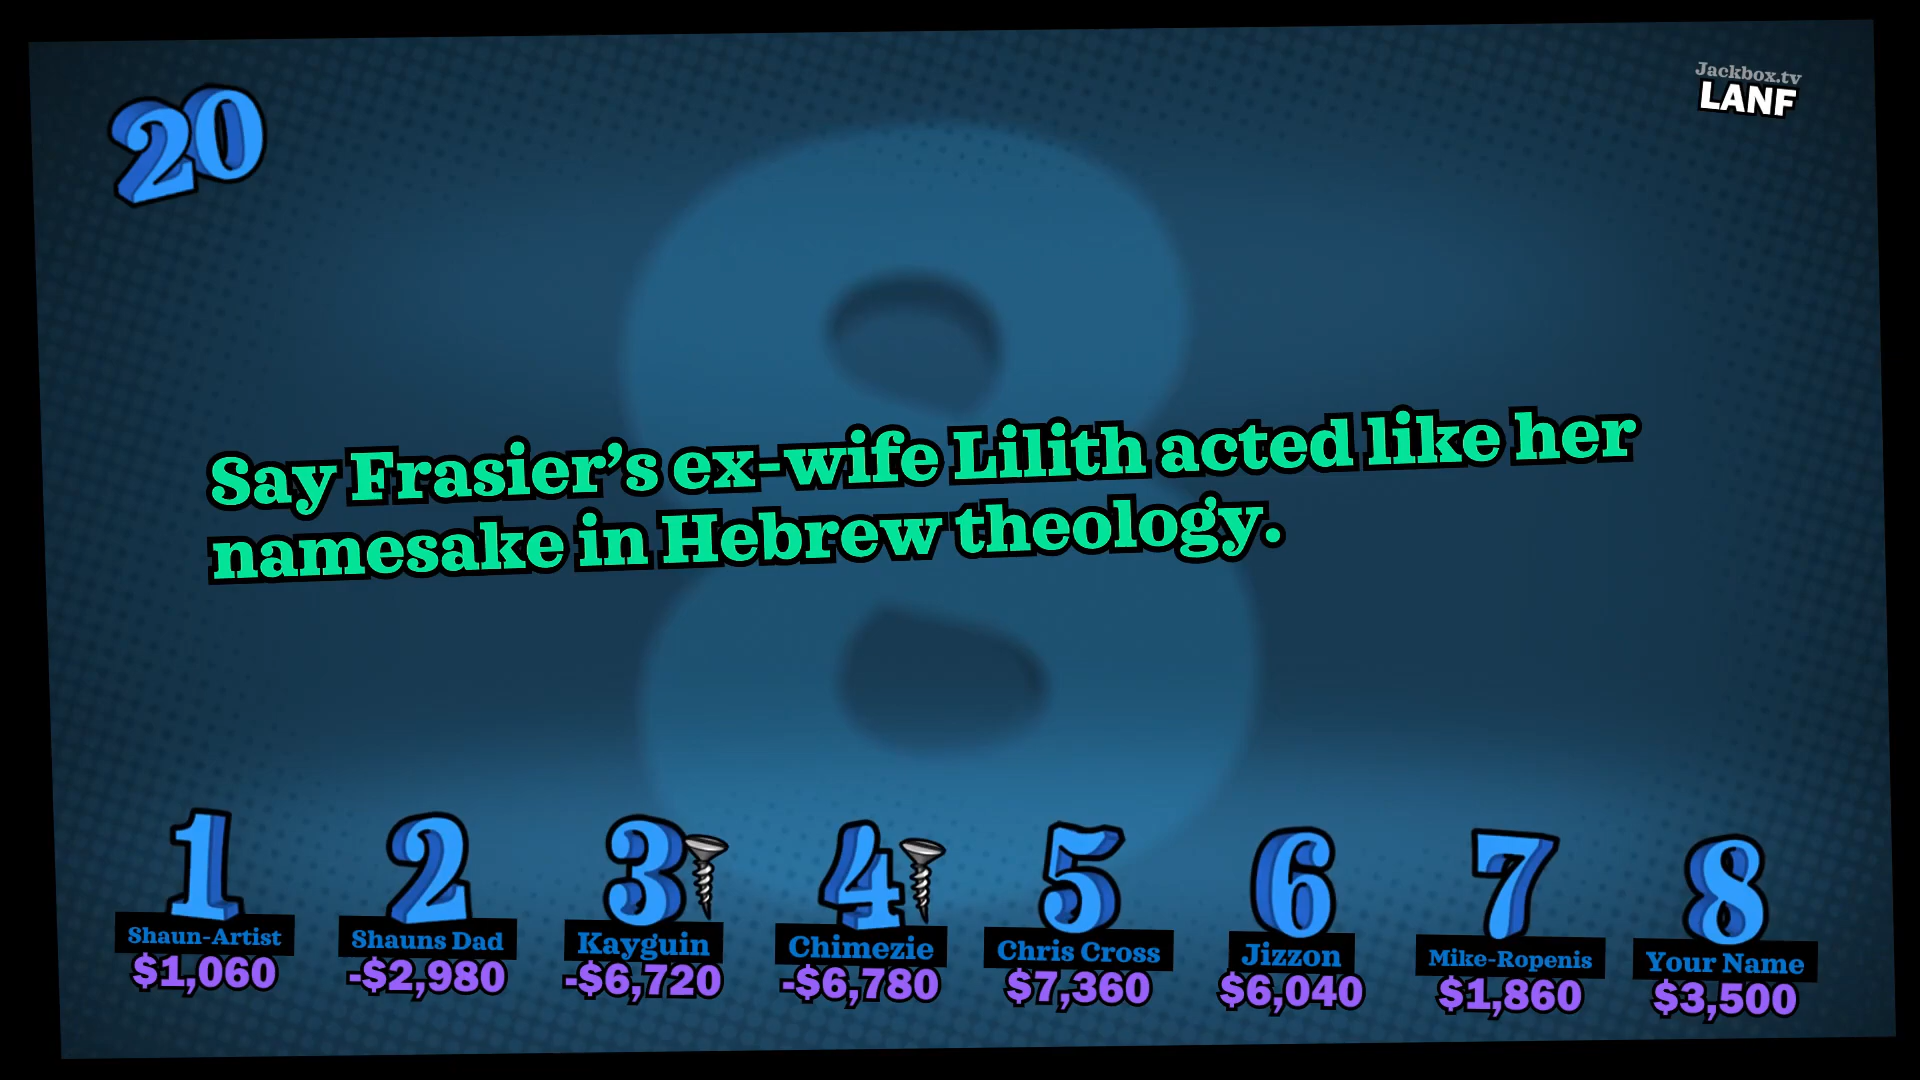 20
Jackbox.tv
LANF
8
Say Frasier's ex-wife Lilith acted like her
namesake in Hebrew theology.
1 2 3 4 5 6 7 8
Shaun-Artist Shauns Dad Kayguin Chimezie Chris Cross Jizzon Mike-Ropenis Your Name
$1,060 -$2,980 -$6,720 -$6,780 $7,360 $6,040 $1,860 $3,500